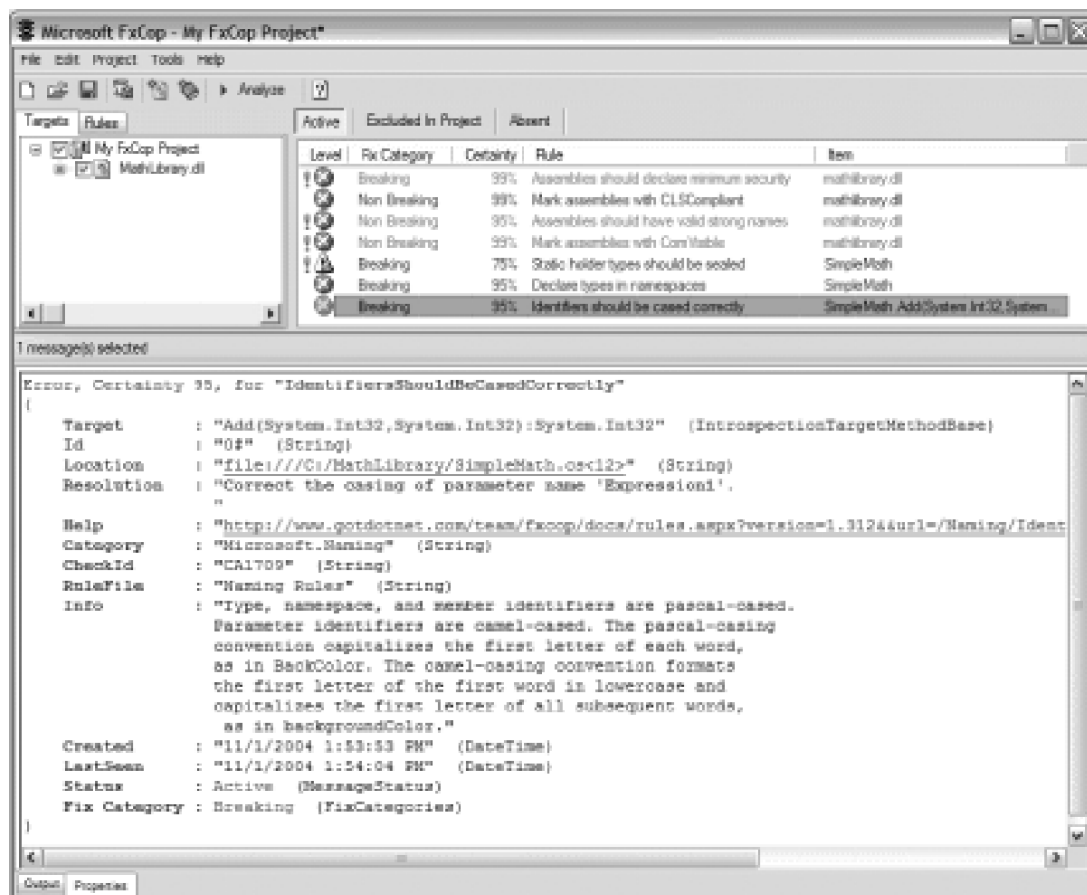 Microsoft FxCop - My FxCop Project*
File Edit Project Tools Help
Analyze
Targets Rules
My FxCop Project
MathLibrary.dll
Active Excluded In Project Absent
Level Fix Category Certainty Rule Item
Breaking 99% Assemblies should declare minimum security mathlibrary.dll
Non Breaking 99% Mark assemblies with CLSCompliant mathlibrary.dll
Non Breaking 95% Assemblies should have valid strong names mathlibrary.dll
Non Breaking 99% Mark assemblies with ComVisible mathlibrary.dll
Breaking 75% Static holder types should be sealed SimpleMath
Breaking 95% Declare types in namespaces SimpleMath
Breaking 95% Identifiers should be cased correctly SimpleMath.Add(System.Int32,System...
1 message(s) selected
Error, Certainty 95, for "IdentifiersShouldBeCasedCorrectly"
{
Target : "Add(System.Int32,System.Int32):System.Int32" (IntrospectionTargetMethodBase)
Id : "0#" (String)
Location : "file:///C:/MathLibrary/SimpleMath.cs<12>" (String)
Resolution : "Correct the casing of parameter name 'Expression1'.
"
Help : "http://www.gotdotnet.com/team/fxcop/docs/rules.aspx?version=1.312&&url=/Naming/Ident
Category : "Microsoft.Naming" (String)
CheckId : "CA1709" (String)
RuleFile : "Naming Rules" (String)
Info : "Type, namespace, and member identifiers are pascal-cased.
Parameter identifiers are camel-cased. The pascal-casing
convention capitalizes the first letter of each word,
as in BackColor. The camel-casing convention formats
the first letter of the first word in lowercase and
capitalizes the first letter of all subsequent words,
as in backgroundColor."
Created : "11/1/2004 1:53:53 PM" (DateTime)
LastSeen : "11/1/2004 1:54:04 PM" (DateTime)
Status : Active (MessageStatus)
Fix Category : Breaking (FixCategories)
}
Output Properties